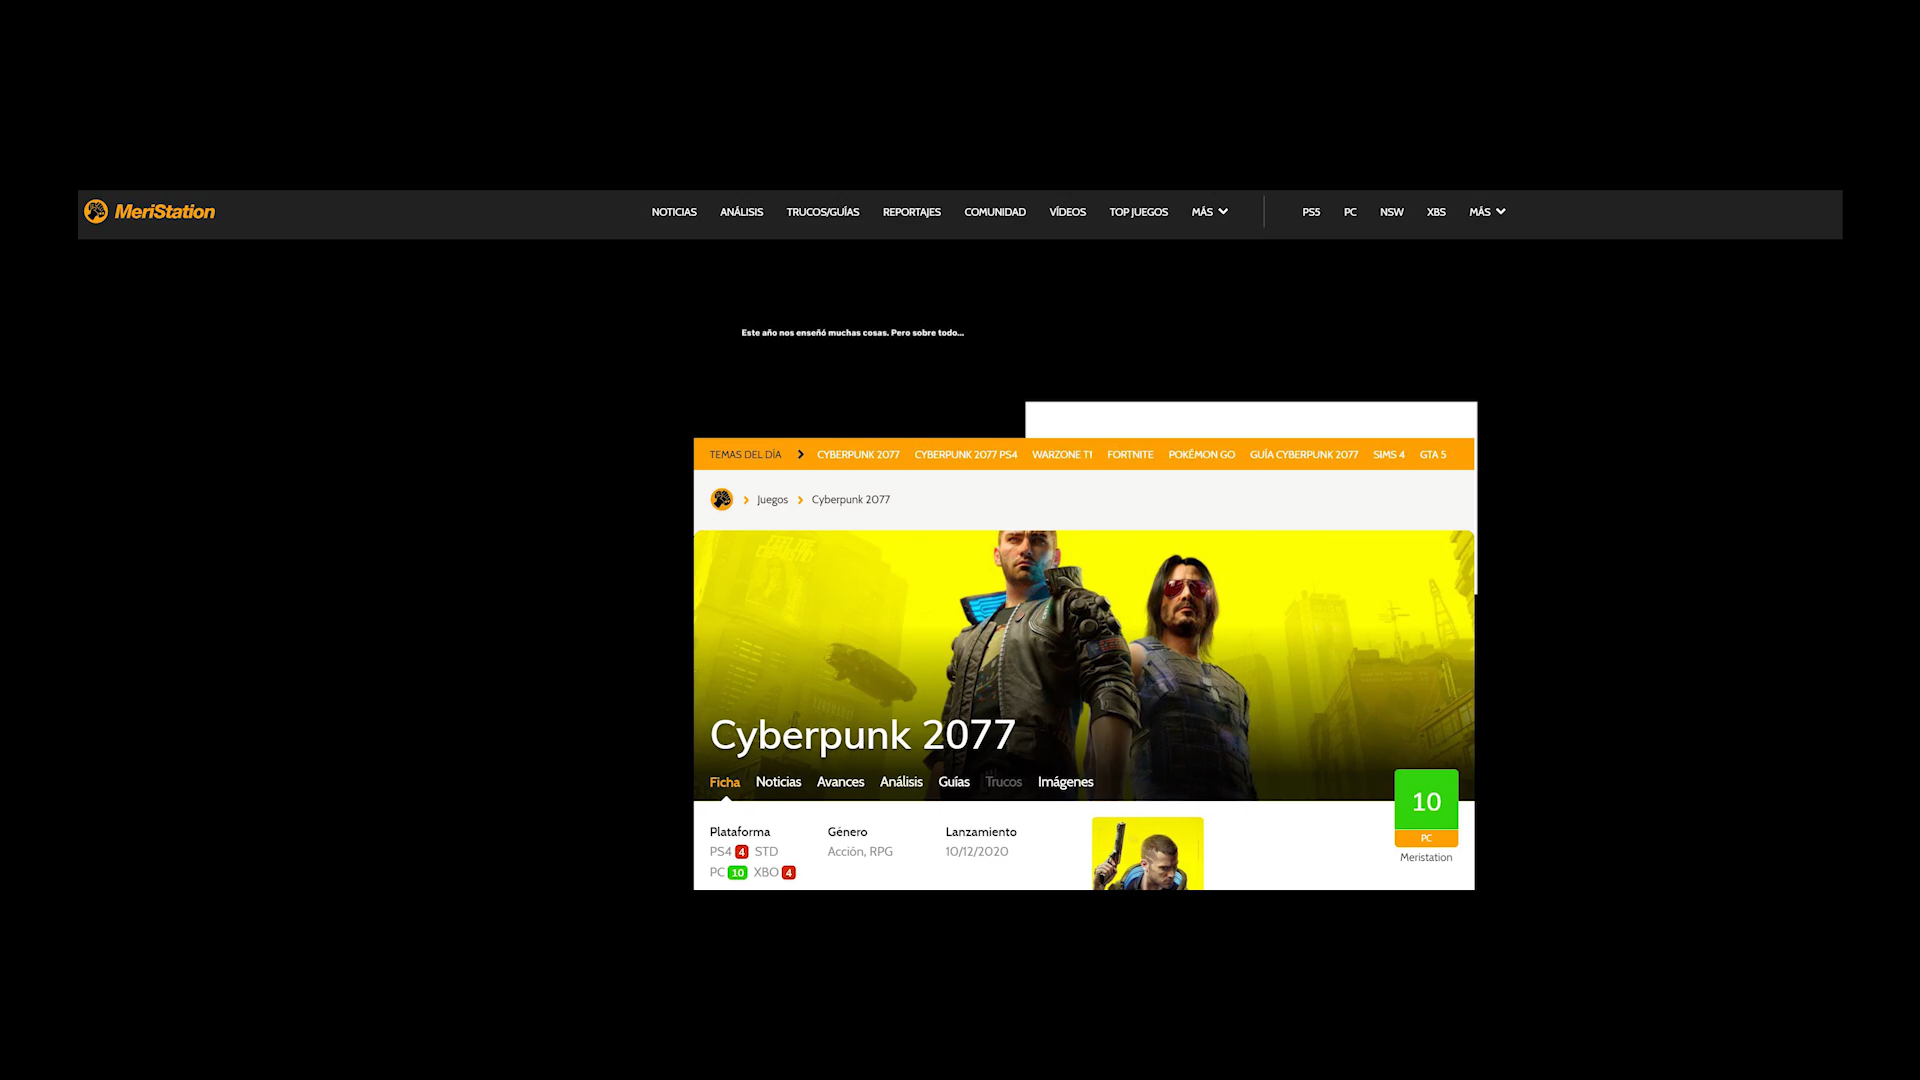 MeriStation NOTICIAS ANÁLISIS TRUCOS/GUÍAS REPORTAJES COMUNIDAD VÍDEOS TOP JUEGOS MÁS PS5 PC NSW XBS MÁS
Este año nos enseñó muchas cosas. Pero sobre todo...
TEMAS DEL DÍA CYBERPUNK 2077 CYBERPUNK 2077 PS4 WARZONE T1 FORTNITE POKÉMON GO GUÍA CYBERPUNK 2077 SIMS 4 GTA 5
Juegos Cyberpunk 2077
Cyberpunk 2077
Ficha Noticias Avances Análisis Guías Trucos Imágenes
10
PC
Meristation
Plataforma Género Lanzamiento
PS4 4 STD Acción, RPG 10/12/2020
PC 10 XBO 4